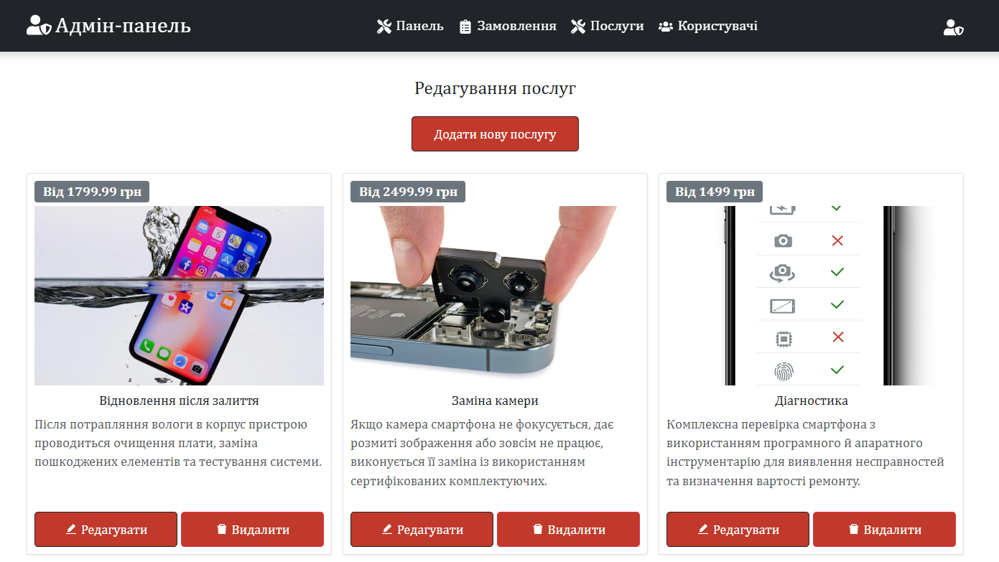 Адмін-панель
Панель
Замовлення
Послуги
Користувачі
Редагування послуг
Додати нову послугу
Від 1799.99 грн
Відновлення після залиття
Після потрапляння вологи в корпус пристрою
проводиться очищення плати, заміна
пошкоджених елементів та тестування системи.
Редагувати
Видалити
Від 2499.99 грн
Заміна камери
Якщо камера смартфона не фокусується, дає
розмиті зображення або зовсім не працює,
виконується її заміна із використанням
сертифікованих комплектуючих.
Редагувати
Видалити
Від 1499 грн
Діагностика
Комплексна перевірка смартфона з
використанням програмного й апаратного
інструментарію для виявлення несправностей
та визначення вартості ремонту.
Редагувати
Видалити